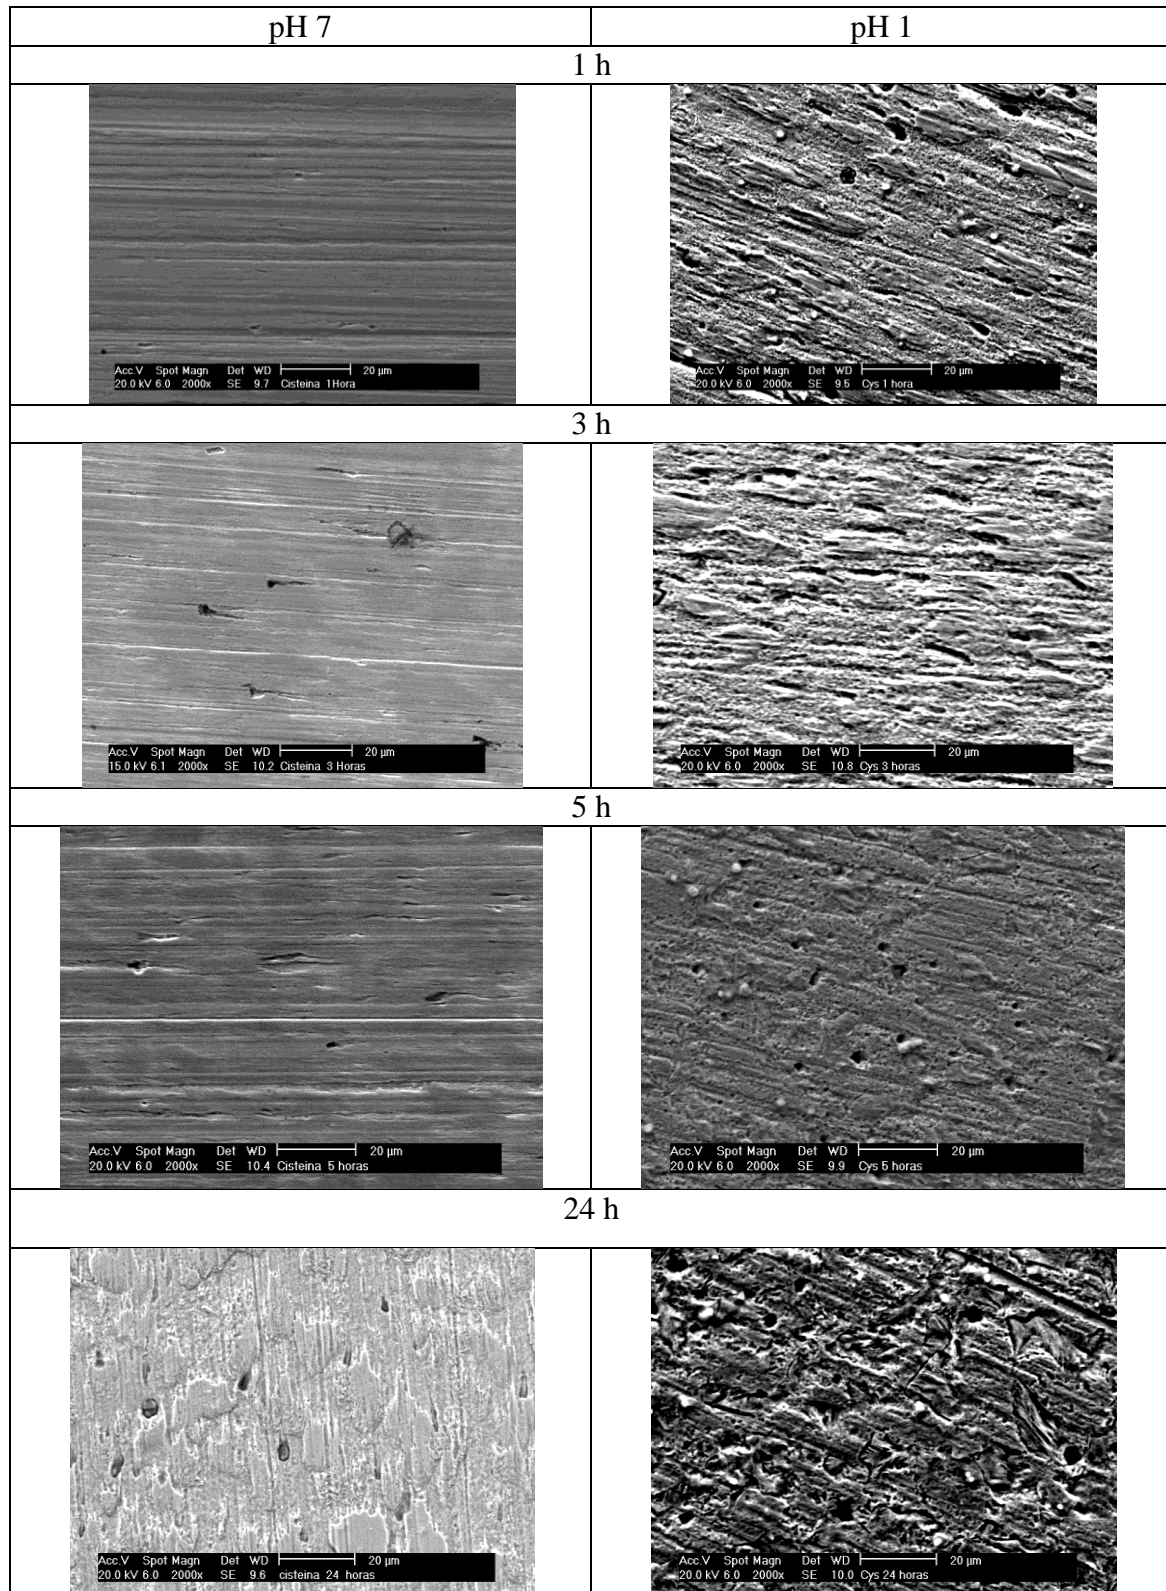 pH 7 pH 1
1 h
Acc.V Spot Magn Det WD 20 µm
20.0 kV 6.0 2000x SE 9.7 Cisteina 1Hora
Acc.V Spot Magn Det WD 20 µm
20.0 kV 6.0 2000x SE 9.5 Cys 1 hora
3 h
Acc.V Spot Magn Det WD 20 µm
15.0 kV 6.1 2000x SE 10.2 Cisteina 3 Horas
Acc.V Spot Magn Det WD 20 µm
20.0 kV 6.0 2000x SE 10.8 Cys 3 horas
5 h
Acc.V Spot Magn Det WD 20 µm
20.0 kV 6.0 2000x SE 10.4 Cisteina 5 horas
Acc.V Spot Magn Det WD 20 µm
20.0 kV 6.0 2000x SE 9.9 Cys 5 horas
24 h
Acc.V Spot Magn Det WD 20 µm
20.0 kV 6.0 2000x SE 9.6 cisteina 24 horas
Acc.V Spot Magn Det WD 20 µm
20.0 kV 6.0 2000x SE 10.0 Cys 24 horas